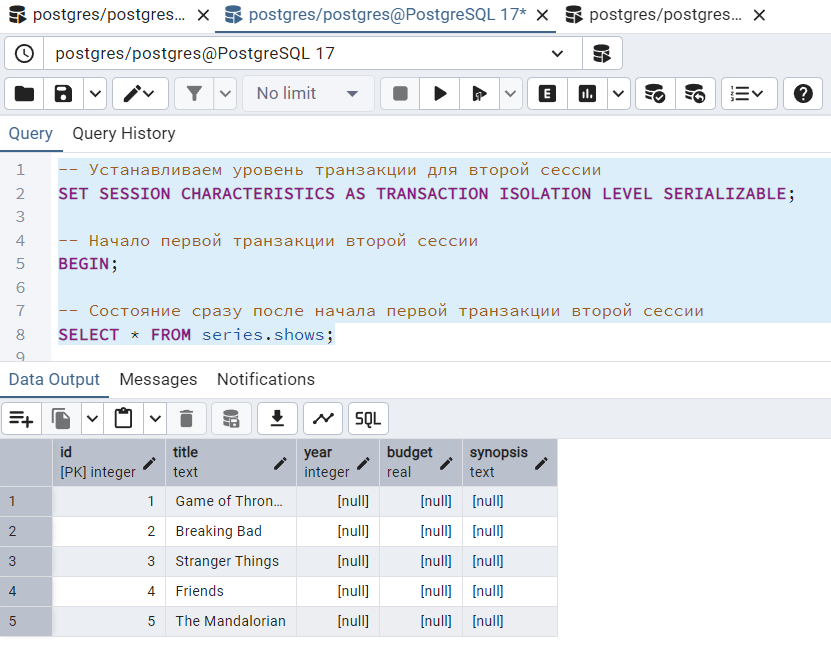 postgres/postgres... postgres/postgres@PostgreSQL 17* postgres/postgres...
postgres/postgres@PostgreSQL 17
No limit E
Query Query History
1 -- Устанавливаем уровень транзакции для второй сессии
2 SET SESSION CHARACTERISTICS AS TRANSACTION ISOLATION LEVEL SERIALIZABLE;
3
4 -- Начало первой транзакции второй сессии
5 BEGIN;
6
7 -- Состояние сразу после начала первой транзакции второй сессии
8 SELECT * FROM series.shows;
9
Data Output Messages Notifications
SQL
id title year budget synopsis
[PK] integer text integer real text
1 1 Game of Thron... [null] [null] [null]
2 2 Breaking Bad [null] [null] [null]
3 3 Stranger Things [null] [null] [null]
4 4 Friends [null] [null] [null]
5 5 The Mandalorian [null] [null] [null]